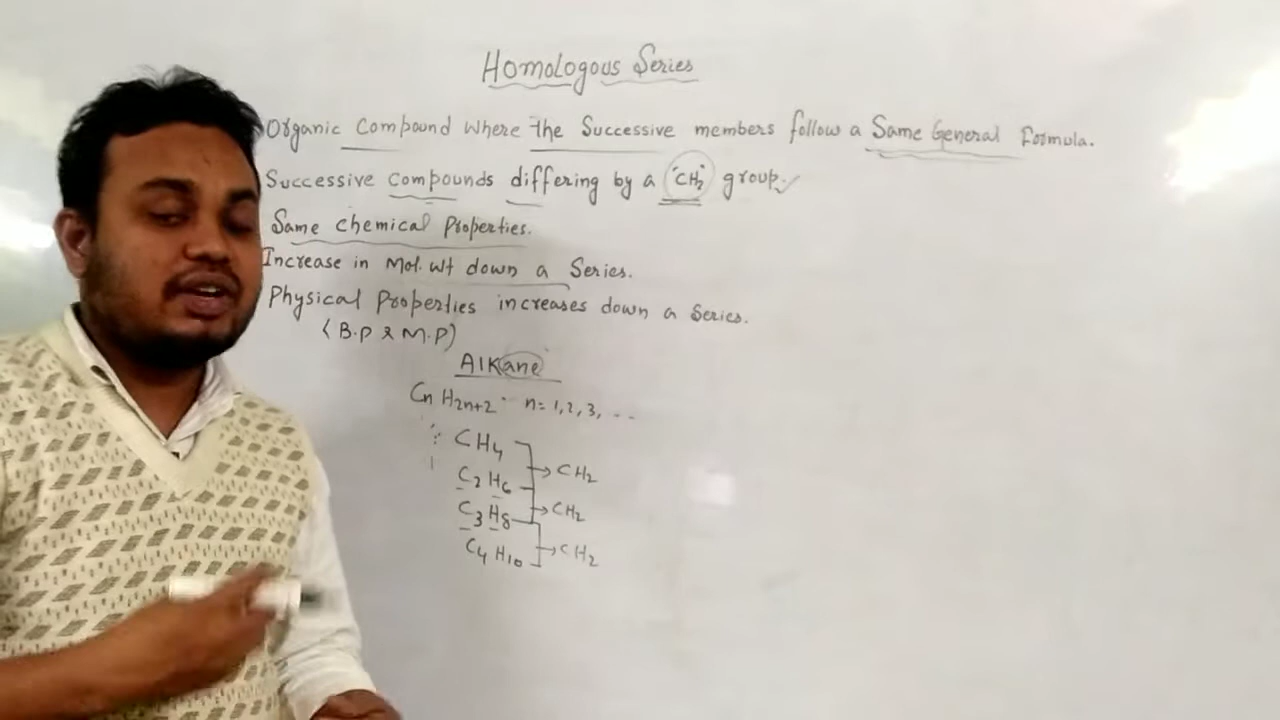 Homologous Series
Organic Compound Where the Successive members follow a Same General Formula.
Successive Compounds differing by a "CH2" group.
Same chemical Properties.
Increase in Mol. wt down a Series.
Physical Properties increases down a Series.
(B.P & M.P)
Alkane
CnH2n+2 n=1,2,3,...
CH4
→CH2
C2H6
→CH2
C3H8
→CH2
C4H10